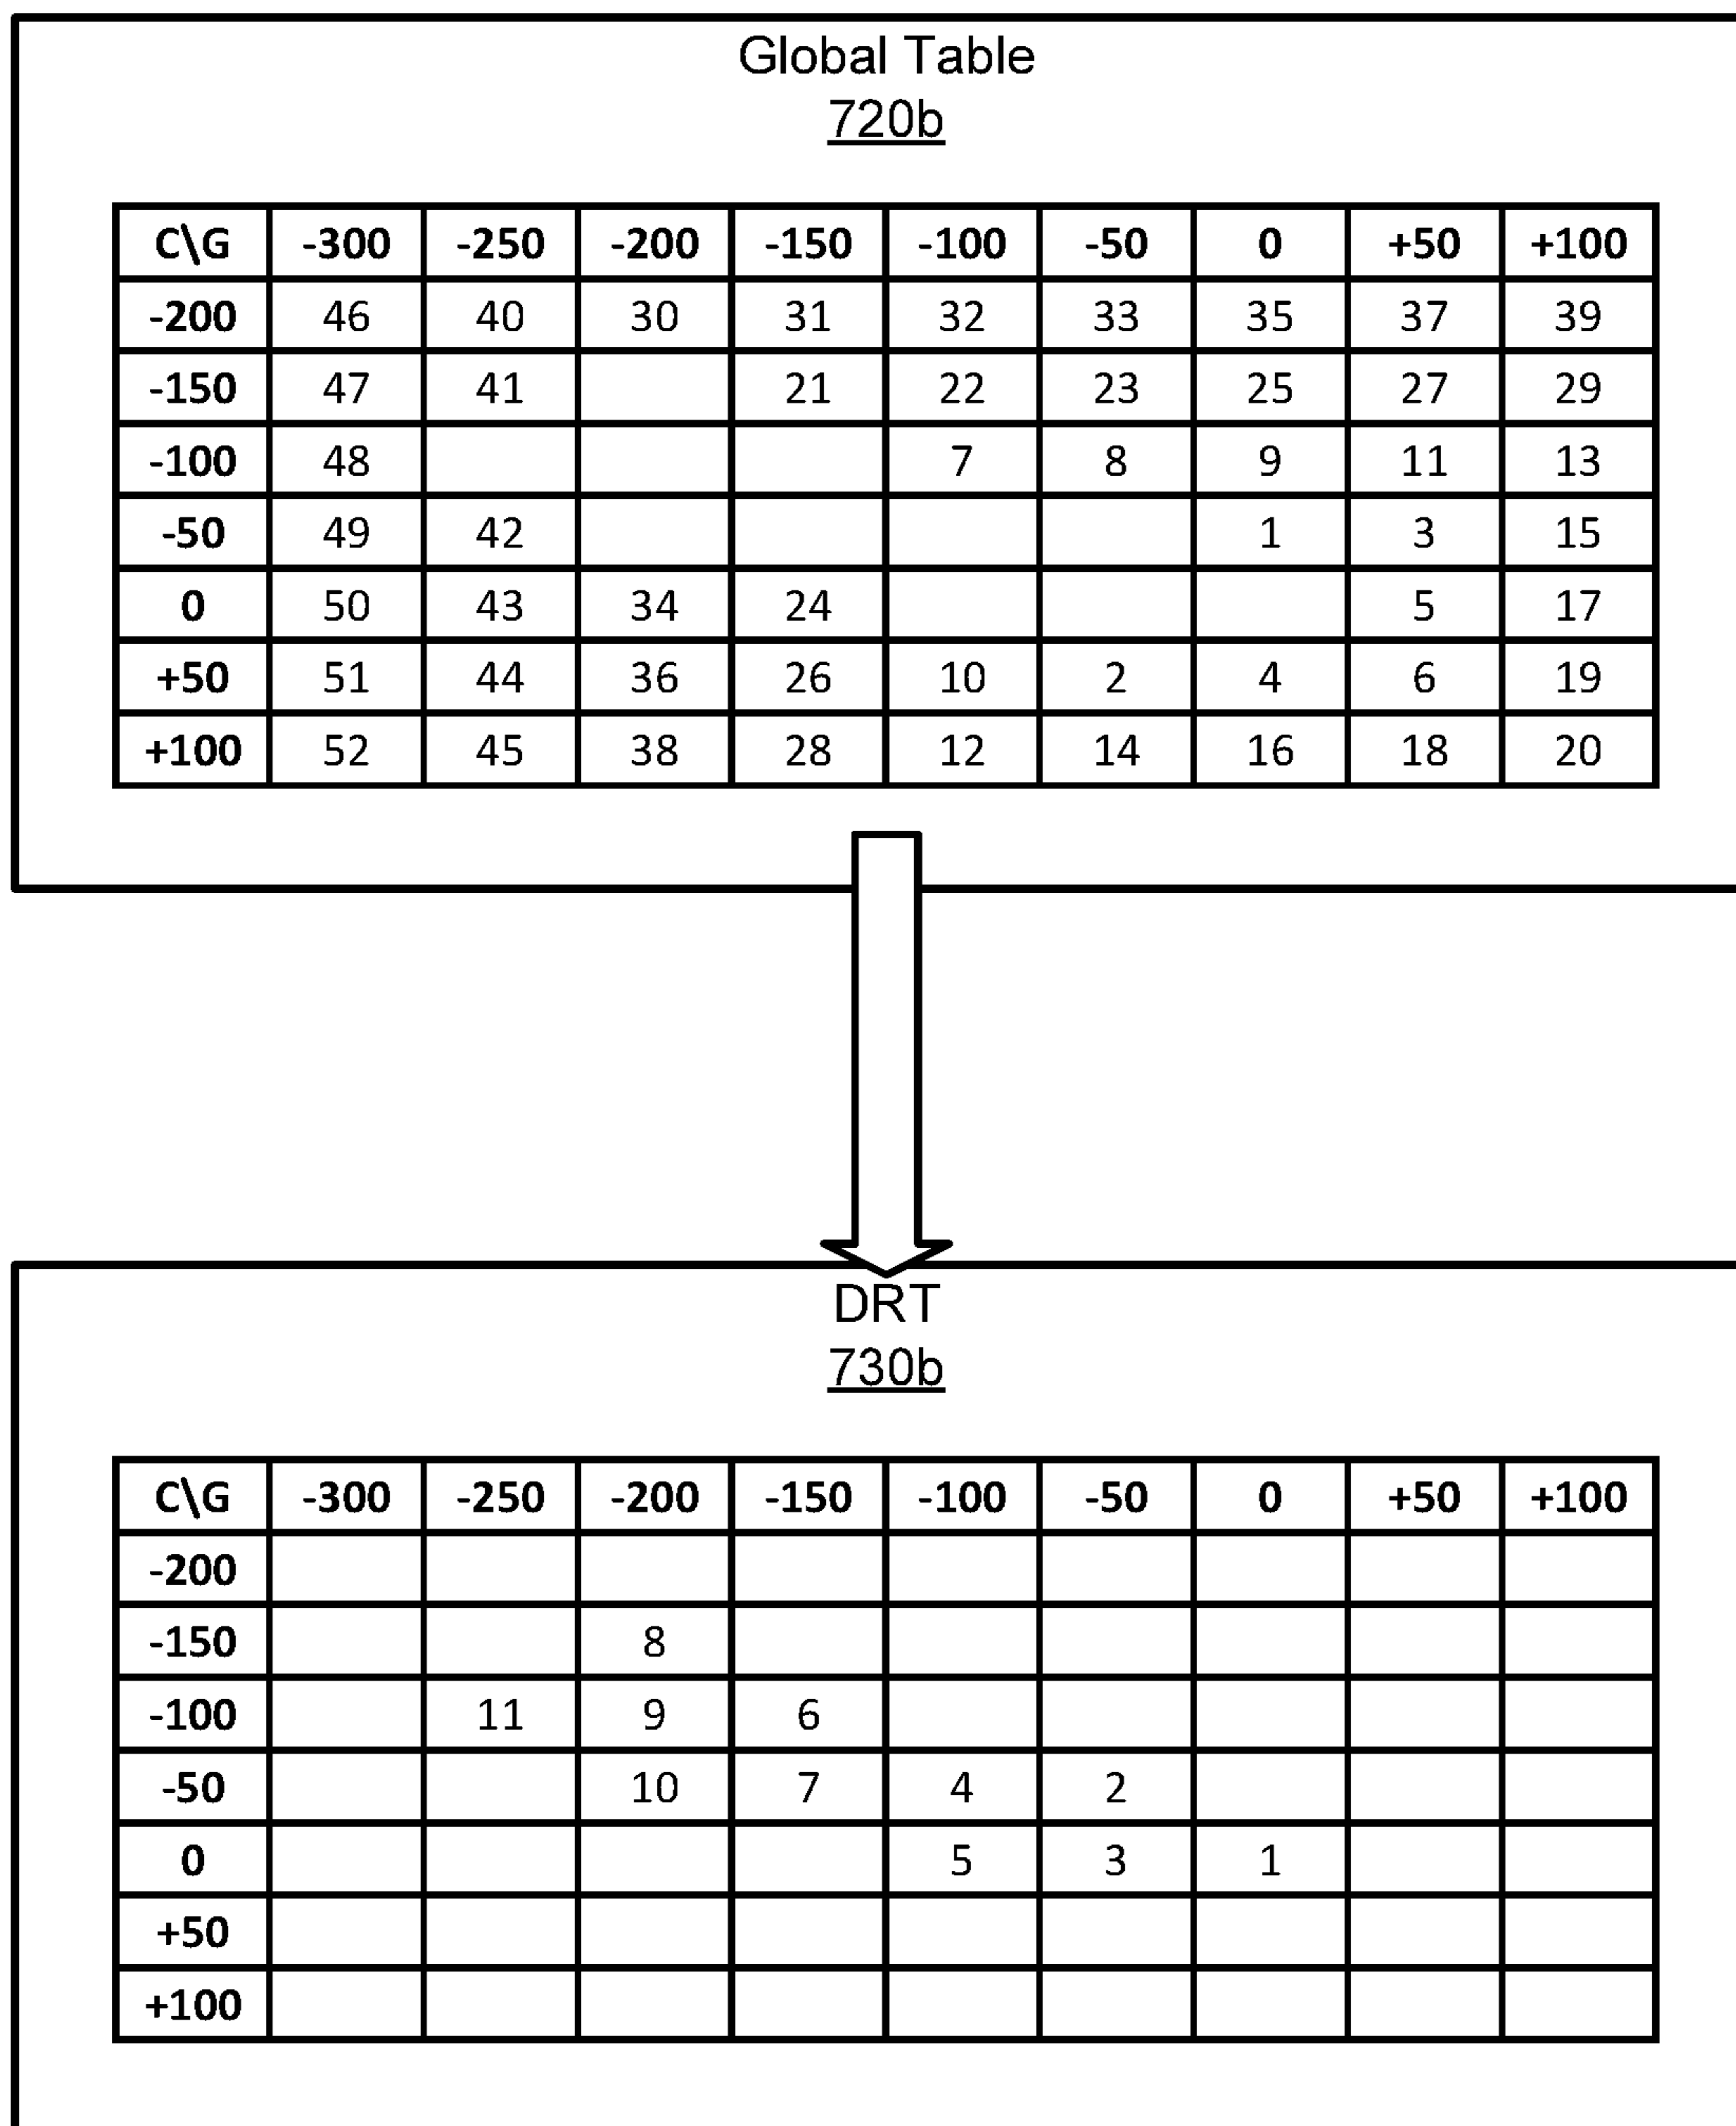 Global Table
720b
C\G -300 -250 -200 -150 -100 -50 0 +50 +100
-200 46 40 30 31 32 33 35 37 39
-150 47 41 21 22 23 25 27 29
-100 48 7 8 9 11 13
-50 49 42 1 3 15
0 50 43 34 24 5 17
+50 51 44 36 26 10 2 4 6 19
+100 52 45 38 28 12 14 16 18 20
DRT
730b
C\G -300 -250 -200 -150 -100 -50 0 +50 +100
-200
-150 8
-100 11 9 6
-50 10 7 4 2
0 5 3 1
+50
+100